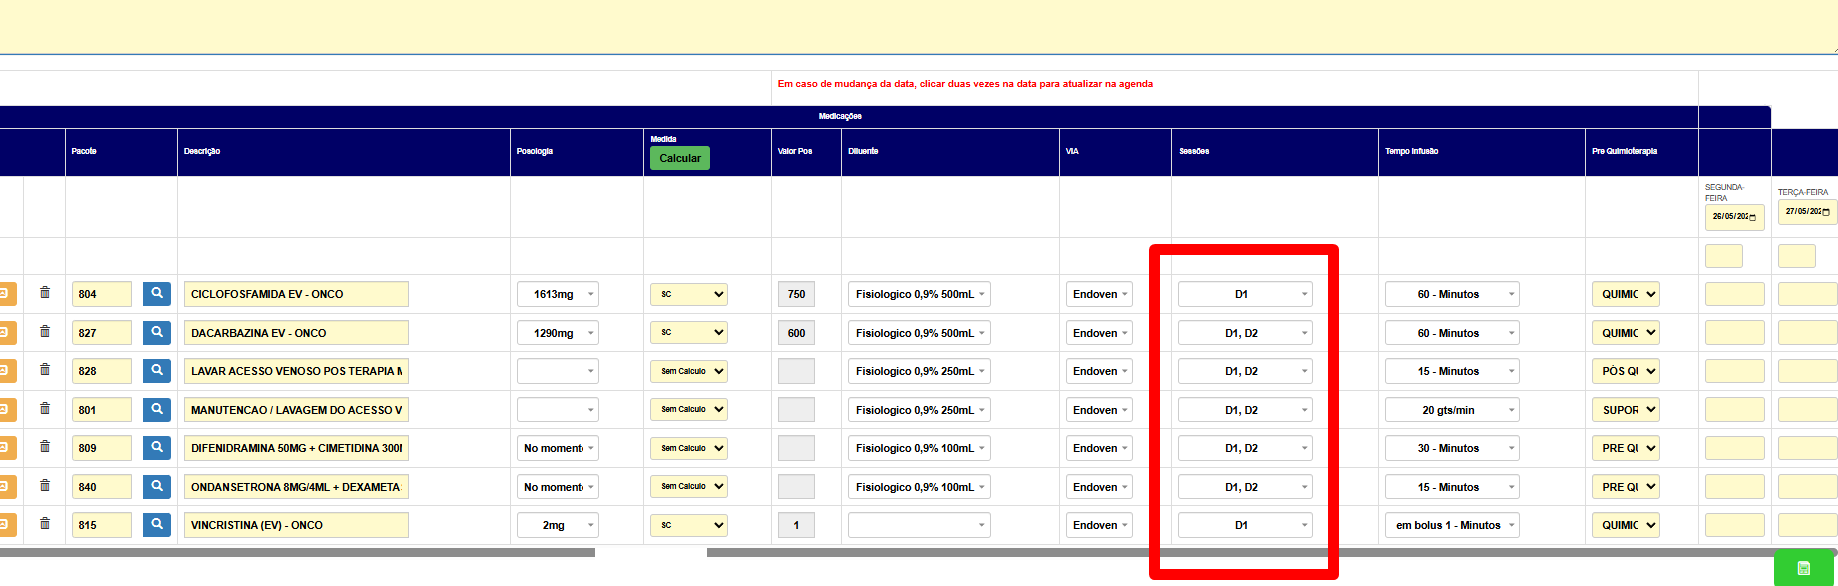 Em caso de mudança da data, clicar duas vezes na data para atualizar na agenda
Medicações
Pacote Descrição Posologia Medida Calcular Valor Pos Diluente VIA Sessões Tempo Infusão Pre Quimioterapia
SEGUNDA-FEIRA TERÇA-FEIRA
26/05/202 27/05/202
804 CICLOFOSFAMIDA EV - ONCO 1613mg SC 750 Fisiologico 0,9% 500mL Endoven D1 60 - Minutos QUIMIC
827 DACARBAZINA EV - ONCO 1290mg SC 600 Fisiologico 0,9% 500mL Endoven D1, D2 60 - Minutos QUIMIC
828 LAVAR ACESSO VENOSO POS TERAPIA M Sem Calculo Fisiologico 0,9% 250mL Endoven D1, D2 15 - Minutos PÓS QI
801 MANUTENCAO / LAVAGEM DO ACESSO V Sem Calculo Fisiologico 0,9% 250mL Endoven D1, D2 20 gts/min SUPOR
809 DIFENIDRAMINA 50MG + CIMETIDINA 300I No moment Sem Calculo Fisiologico 0,9% 100mL Endoven D1, D2 30 - Minutos PRE QI
840 ONDANSETRONA 8MG/4ML + DEXAMETA No moment Sem Calculo Fisiologico 0,9% 100mL Endoven D1, D2 15 - Minutos PRE QI
815 VINCRISTINA (EV) - ONCO 2mg SC 1 Endoven D1 em bolus 1 - Minutos QUIMIC